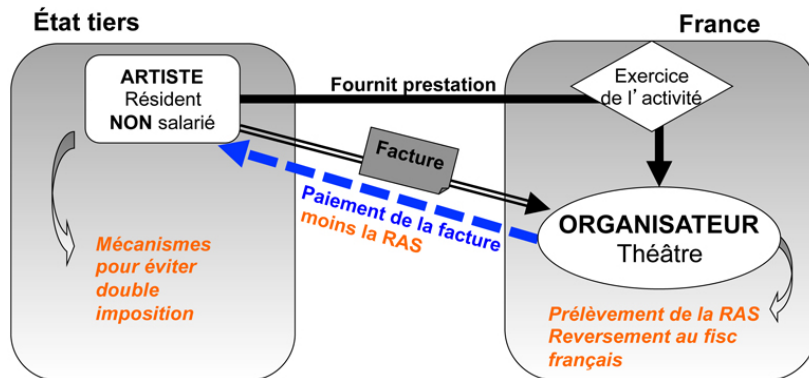 État tiers
France
ARTISTE
Résident
NON salarié
Fournit prestation
Exercice
de l’activité
Facture
Paiement de la facture
moins la RAS
ORGANISATEUR
Théâtre
Mécanismes
pour éviter
double
imposition
Prélèvement de la RAS
Reversement au fisc
français